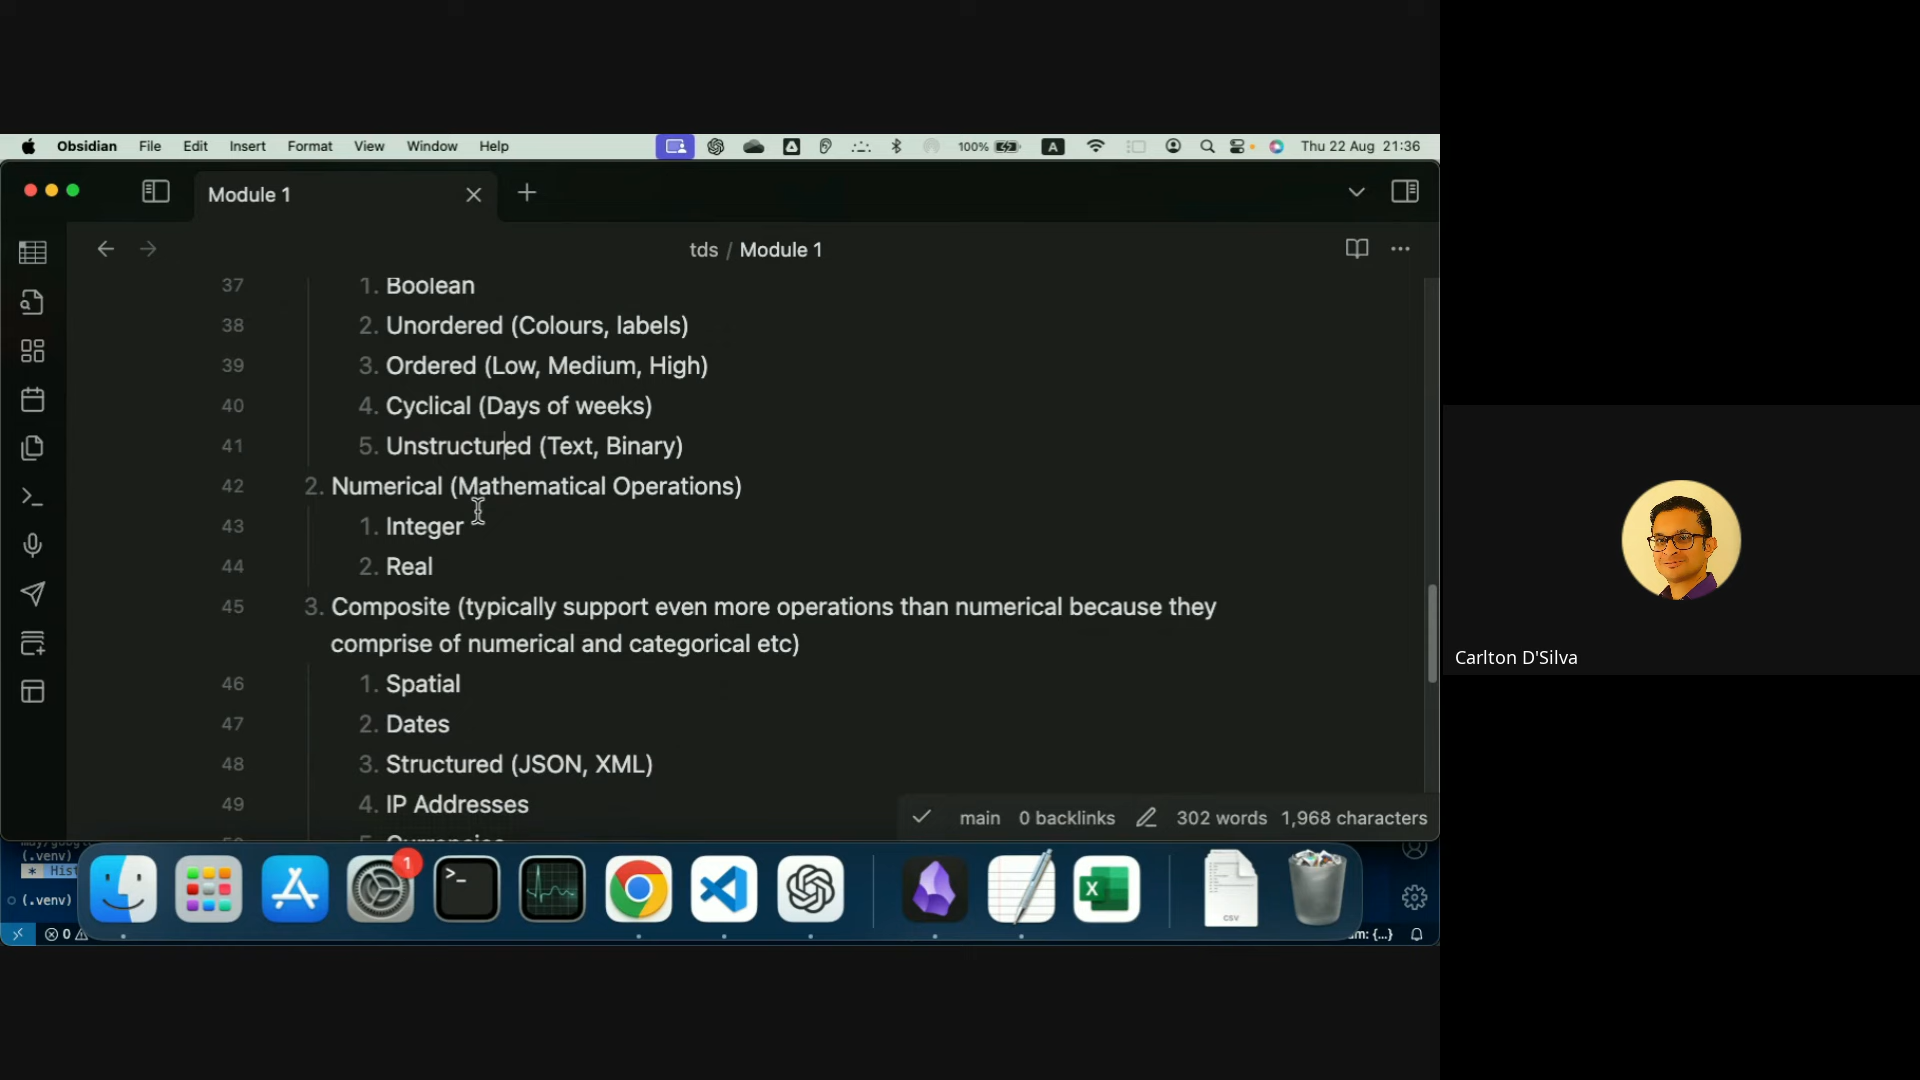 Obsidian File Edit Insert Format View Window Help 100% A Thu 22 Aug 21:36
Module 1
tds / Module 1
37 1. Boolean
38 2. Unordered (Colours, labels)
39 3. Ordered (Low, Medium, High)
40 4. Cyclical (Days of weeks)
41 5. Unstructured (Text, Binary)
42 2. Numerical (Mathematical Operations)
43 1. Integer
44 2. Real
45 3. Composite (typically support even more operations than numerical because they
comprise of numerical and categorical etc)
46 1. Spatial
47 2. Dates
48 3. Structured (JSON, XML)
49 4. IP Addresses
main 0 backlinks 302 words 1,968 characters
Carlton D'Silva
(.venv)
* Hist
1
(.venv)
CSV
0
{...}